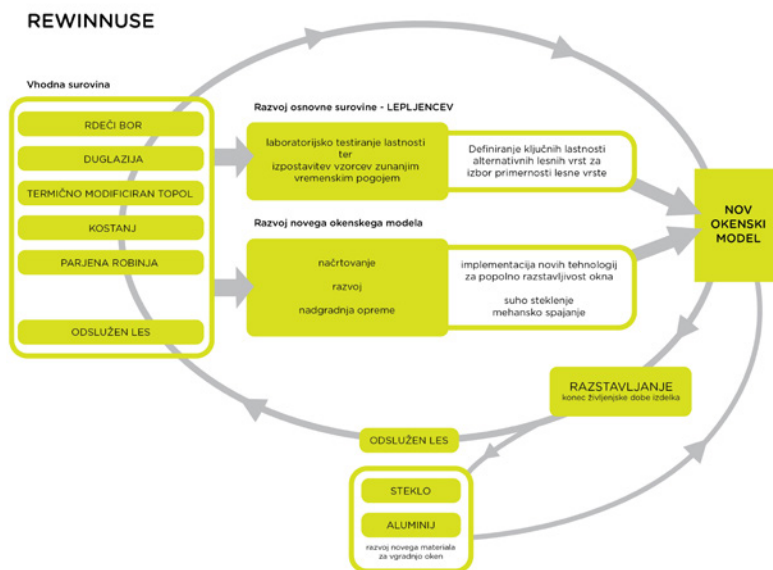 REWINNUSE
Vhodna surovina
RDEČI BOR
DUGLAZIJA
TERMIČNO MODIFICIRAN TOPOL
KOSTANJ
PARJENA ROBINJA
ODSLUŽEN LES
Razvoj osnovne surovine - LEPLJENCEV
laboratorijsko testiranje lastnosti
ter
izpostavitev vzorcev zunanjim
vremenskim pogojem
Definiranje ključnih lastnosti
alternativnih lesnih vrst za
izbor primernosti lesne vrste
Razvoj novega okenskega modela
načrtovanje
razvoj
nadgradnja opreme
implementacija novih tehnologij
za popolno razstavljivost okna
suho steklenje
mehansko spajanje
NOV
OKENSKI
MODEL
RAZSTAVLJANJE
konec življenjske dobe izdelka
ODSLUŽEN LES
STEKLO
ALUMINIJ
razvoj novega materiala
za vgradnjo oken